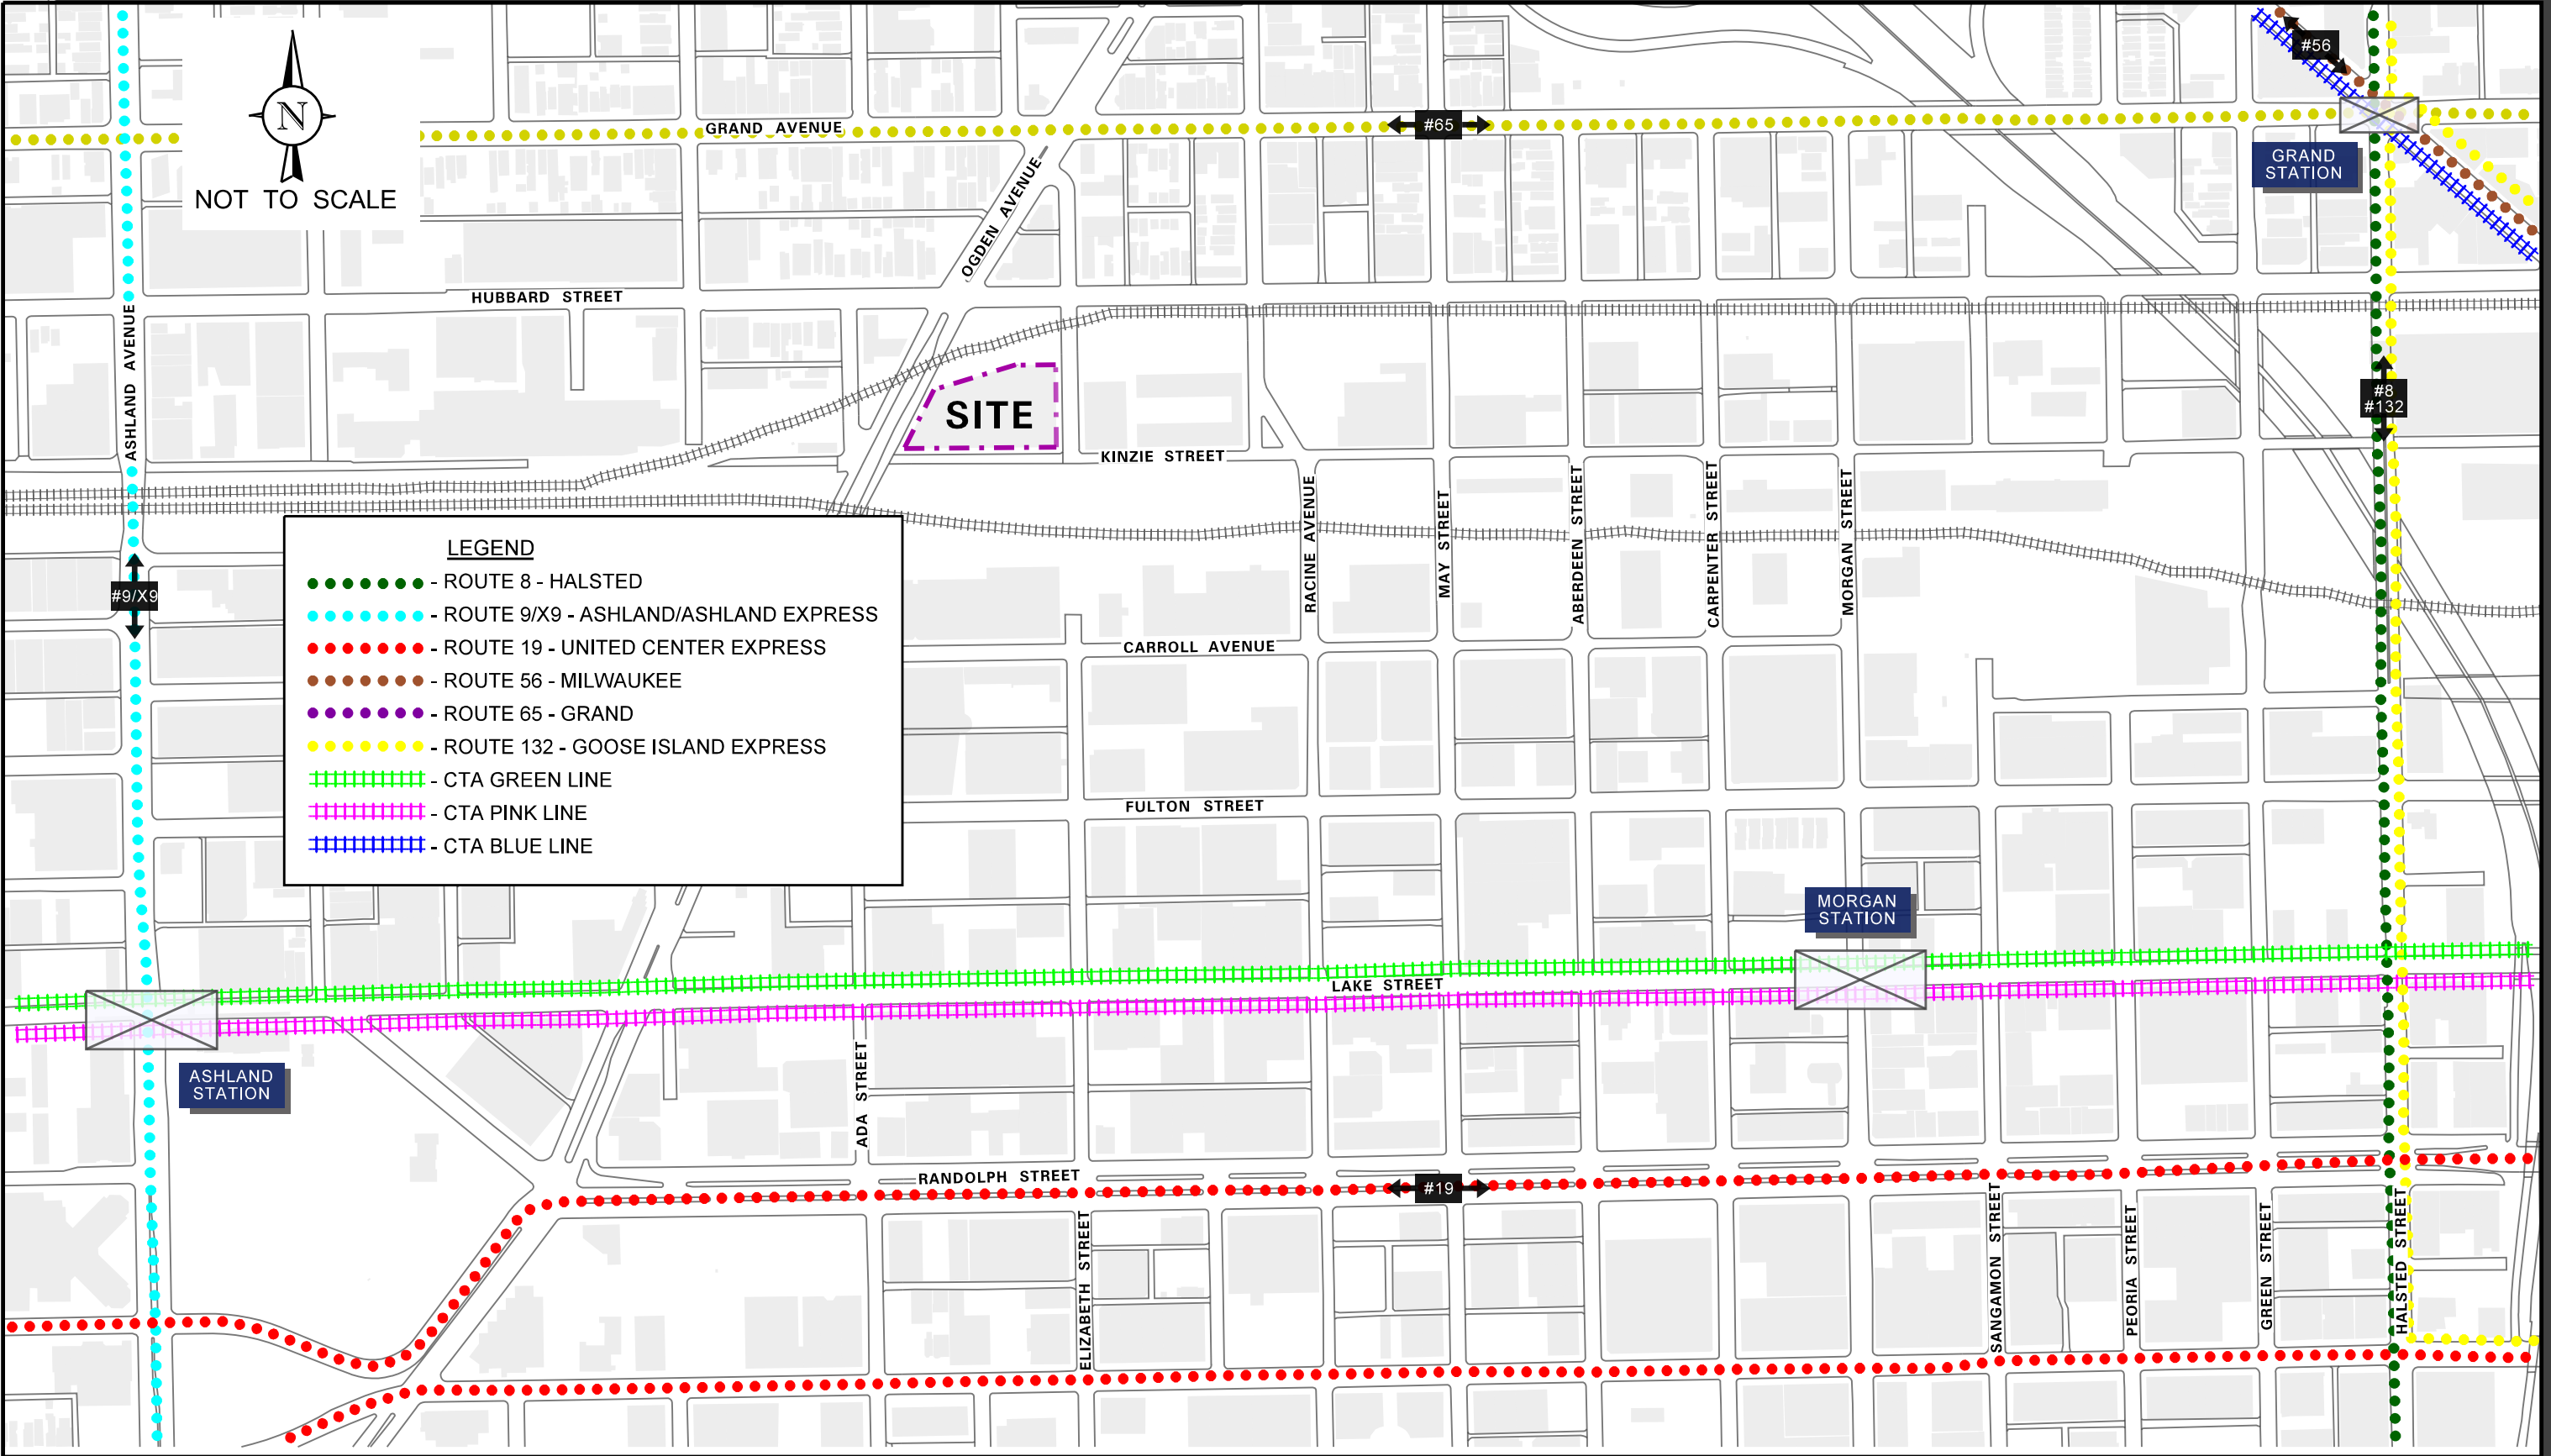 #56
N
NOT TO SCALE
GRAND AVENUE
#65
GRAND
STATION
OGDEN AVENUE
HUBBARD STREET
ASHLAND AVENUE
SITE
#8
#132
KINZIE STREET
RACINE AVENUE
MAY STREET
ABERDEEN STREET
CARPENTER STREET
MORGAN STREET
#9/X9
LEGEND
- ROUTE 8 - HALSTED
- ROUTE 9/X9 - ASHLAND/ASHLAND EXPRESS
- ROUTE 19 - UNITED CENTER EXPRESS
- ROUTE 56 - MILWAUKEE
- ROUTE 65 - GRAND
- ROUTE 132 - GOOSE ISLAND EXPRESS
- CTA GREEN LINE
- CTA PINK LINE
- CTA BLUE LINE
CARROLL AVENUE
FULTON STREET
MORGAN
STATION
LAKE STREET
ASHLAND
STATION
ADA STREET
RANDOLPH STREET
#19
ELIZABETH STREET
SANGAMON STREET
PEORIA STREET
GREEN STREET
HALSTED STREET